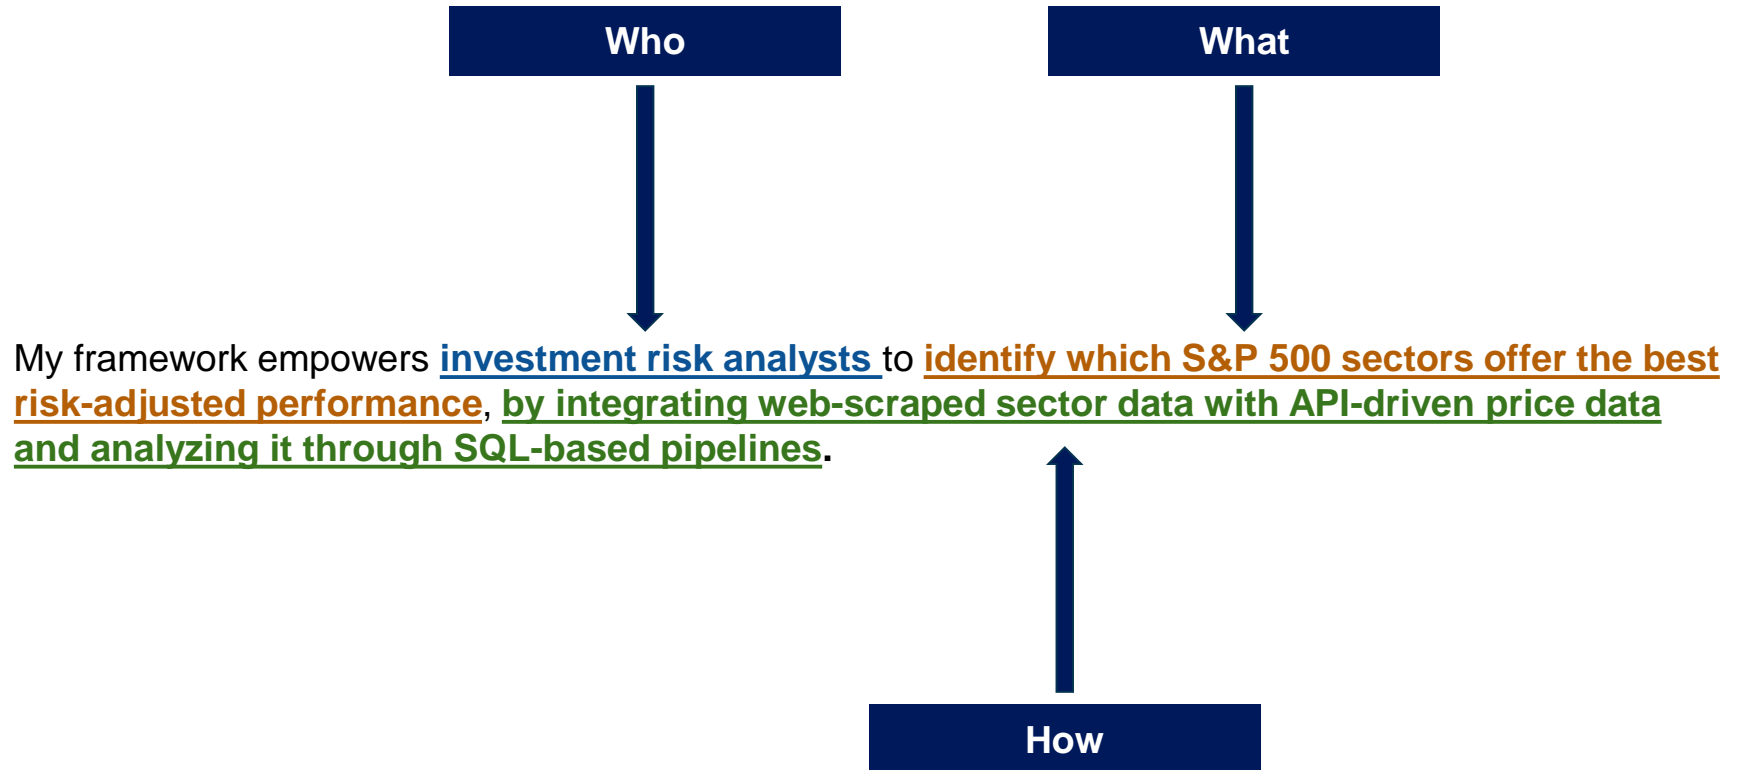 Who
What
My framework empowers investment risk analysts to identify which S&P 500 sectors offer the best
risk-adjusted performance, by integrating web-scraped sector data with API-driven price data
and analyzing it through SQL-based pipelines.
How